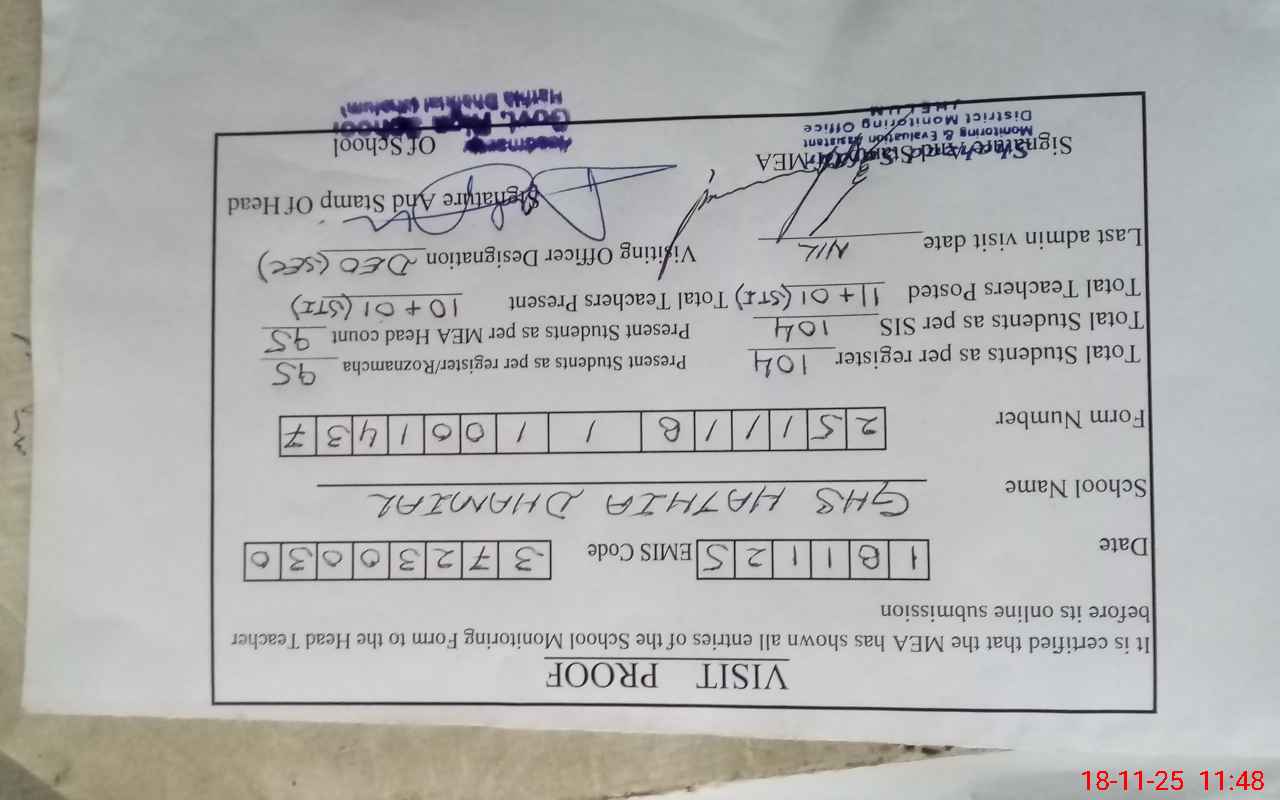 VISIT PROOF
It is certified that the MEA has shown all entries of the School Monitoring Form to the Head Teacher
before its online submission
Date 1 8 1 1 2 5 EMIS Code 3 7 2 3 0 0 3 0
School Name GHS HATHIA DHAMIAL
Form Number 2 5 1 1 1 8 1 1 0 0 1 4 3 7
Total Students as per register 104 Present Students as per register/Roznamcha 95
Total Students as per SIS 104 Present Students as per MEA Head count 95
Total Teachers Posted 11+01 (STI) Total Teachers Present 10+01 (STI)
Last admin visit date NIL Visiting Officer Designation DEO (SEC)
Signature And Stamp Of Head
Signature And Stamp Of MEA Of School
Monitoring & Evaluation Assistant
District Monitoring Office
JHELUM
Govt. High School
18-11-25 11:48